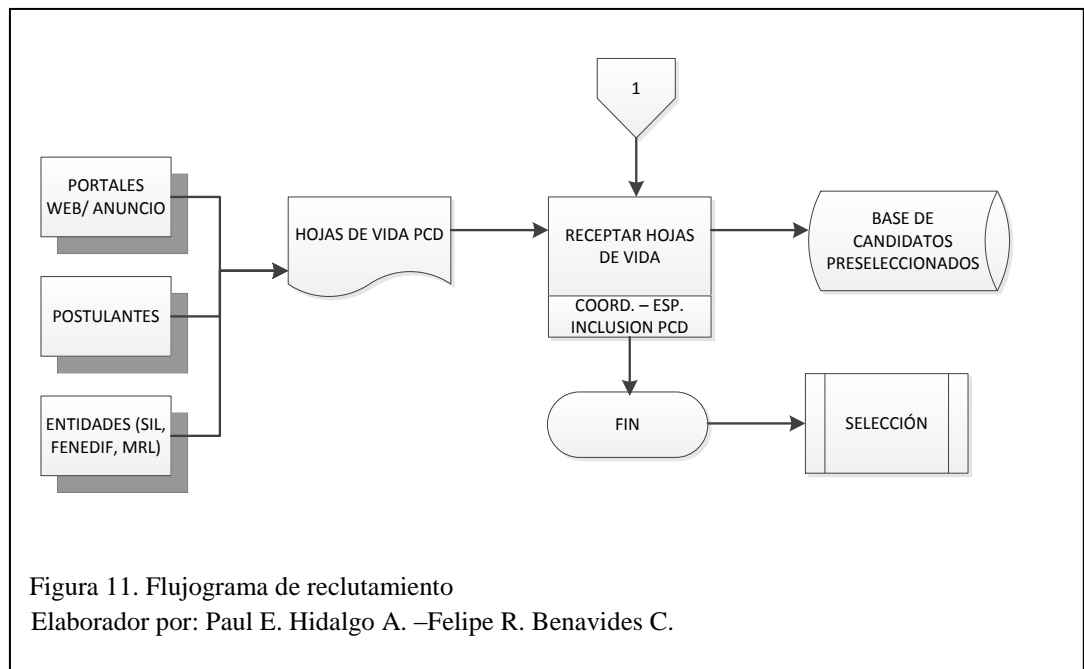 1
PORTALES
WEB/ ANUNCIO
HOJAS DE VIDA PCD
RECEPTAR HOJAS
DE VIDA
BASE DE
CANDIDATOS
PRESELECCIONADOS
POSTULANTES
COORD. – ESP.
INCLUSION PCD
ENTIDADES (SIL,
FENEDIF, MRL)
FIN
SELECCIÓN
Figura 11. Flujograma de reclutamiento
Elaborador por: Paul E. Hidalgo A. –Felipe R. Benavides C.